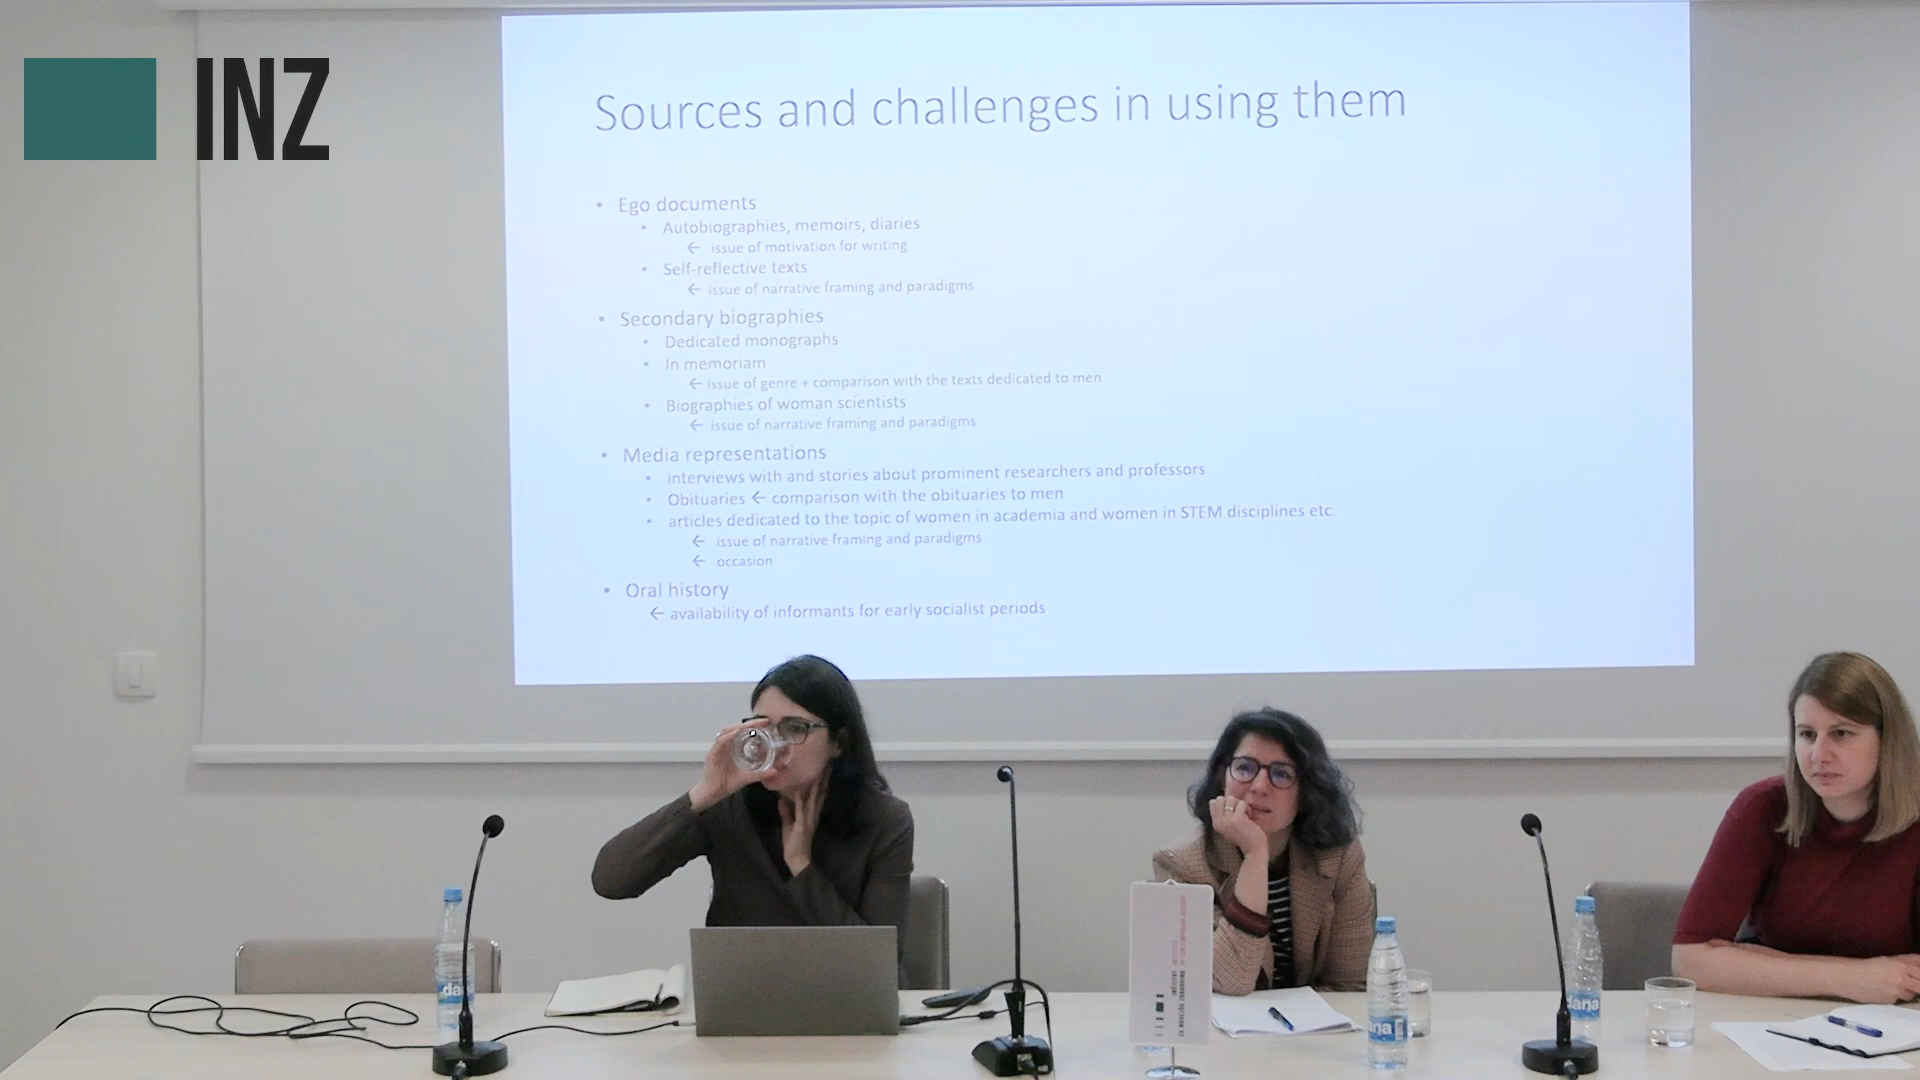 INZ
Sources and challenges in using them
• Ego documents
• Autobiographies, memoirs, diaries
← issue of motivation for writing
• Self-reflective texts
← issue of narrative framing and paradigms
• Secondary biographies
• Dedicated monographs
• In memoriam
← issue of genre + comparison with the texts dedicated to men
• Biographies of woman scientists
← issue of narrative framing and paradigms
• Media representations
• interviews with and stories about prominent researchers and professors
• Obituaries ← comparison with the obituaries to men
• articles dedicated to the topic of women in academia and women in STEM disciplines etc.
← issue of narrative framing and paradigms
← occasion
• Oral history
← availability of informants for early socialist periods
dana